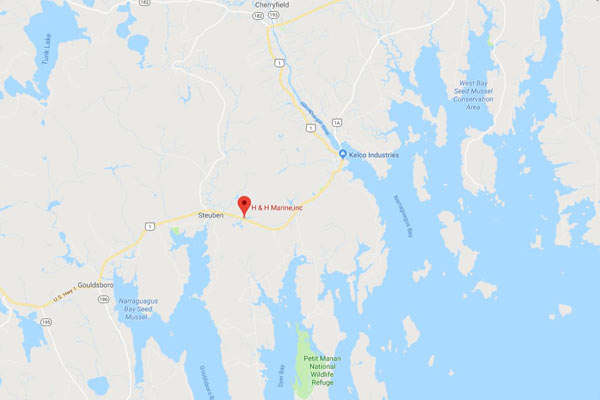 Cherryfield
182
193
182
Tunk Lake
1
West Bay
Seed Mussel
Conservation
Area
1A
1
Kelco Industries
H & H Marine,inc
Narraguagus Bay
Steuben
1
Gouldsboro
U.S. Hwy 1
186
Narraguagus
Bay Seed,
Mussel
195
Petit Manan
National
Wildlife
Refuge
Dyer Bay
Gouldsboro B